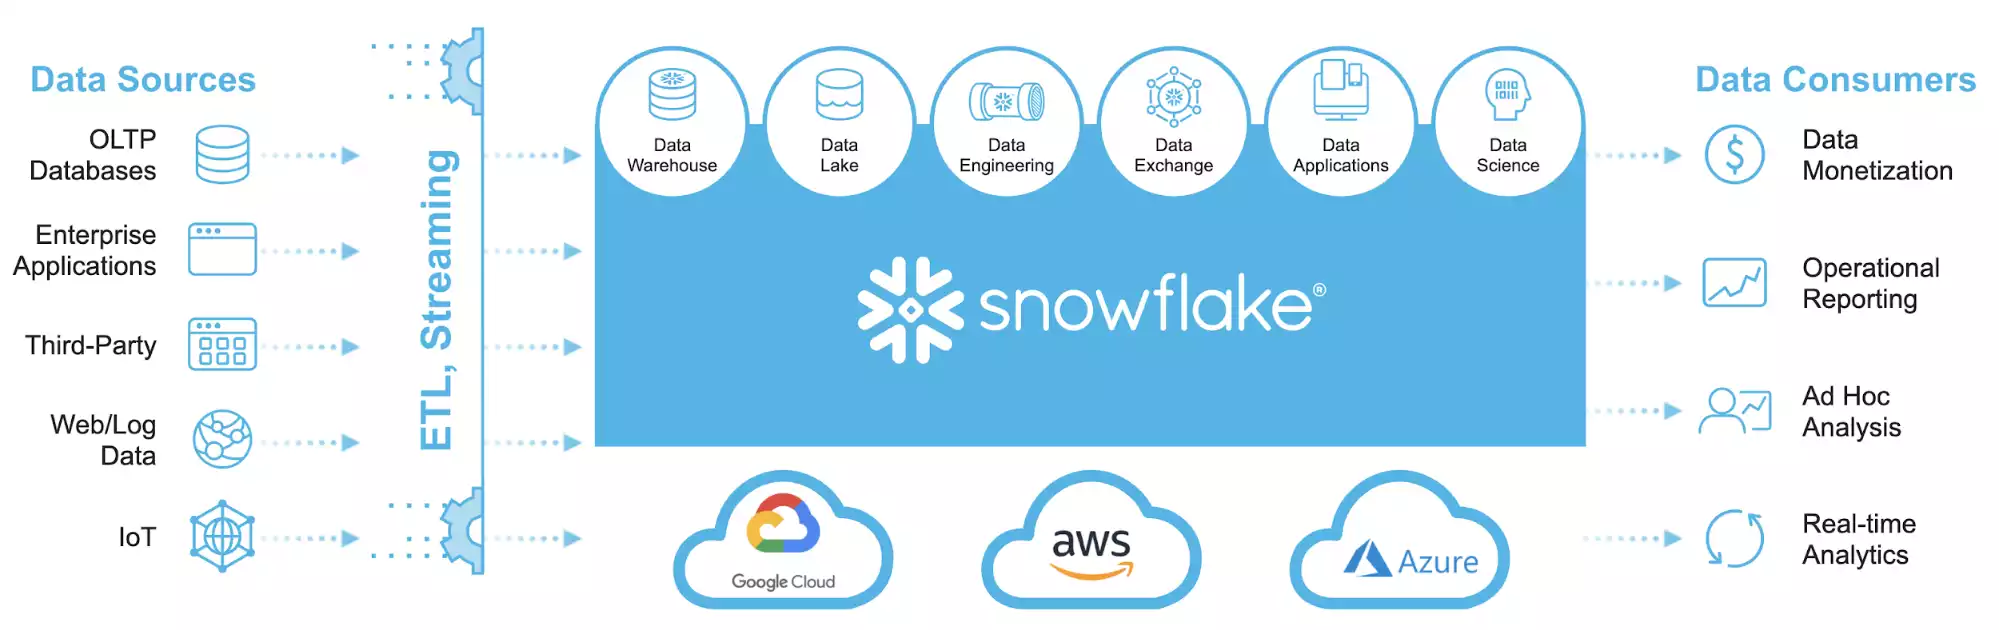 Data Sources
OLTP
Databases
Enterprise
Applications
Third-Party
Web/Log
Data
IoT
ETL, Streaming
Data
Warehouse
Data
Lake
Data
Engineering
Data
Exchange
Data
Applications
0110
10111
Data
Science
snowflake®
Google Cloud
aws
Azure
Data Consumers
$
Data
Monetization
Operational
Reporting
Ad Hoc
Analysis
Real-time
Analytics